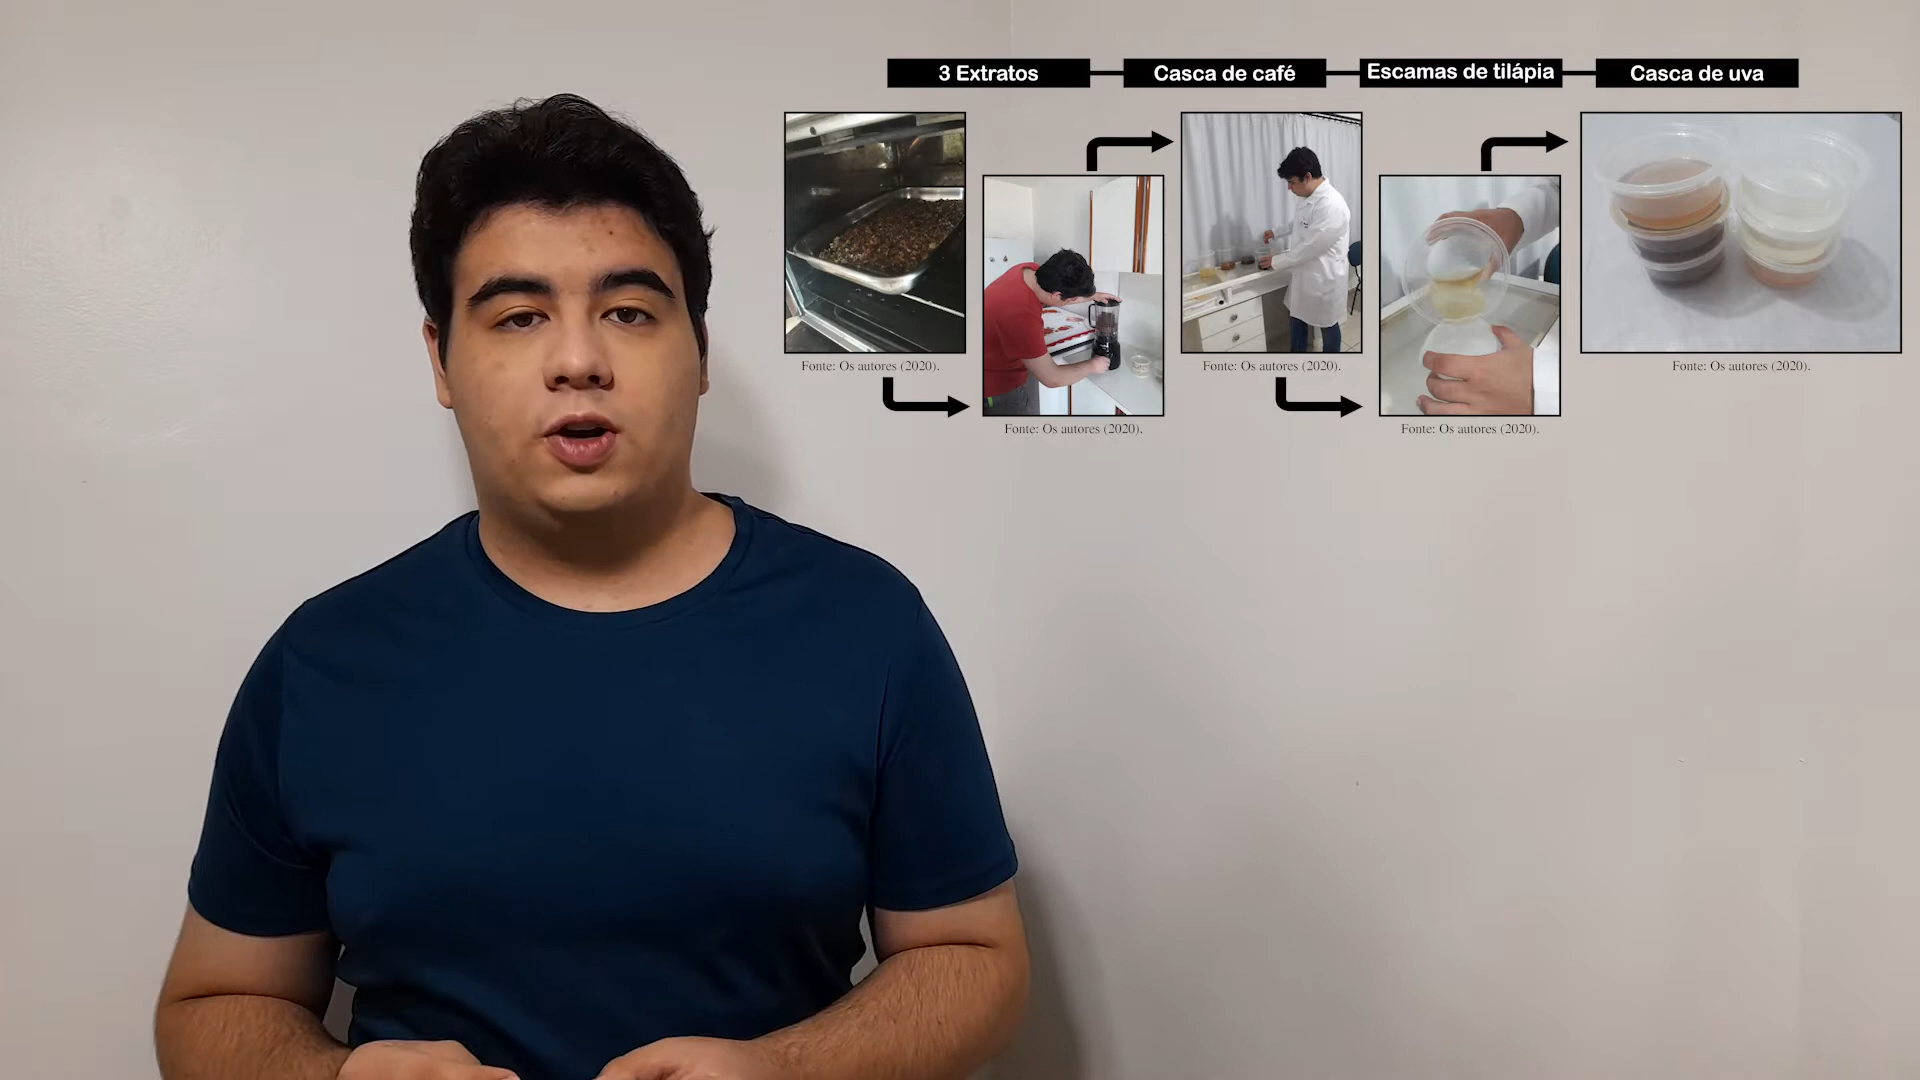 3 Extratos
Casca de café
Escamas de tilápia
Casca de uva
Fonte: Os autores (2020).
Fonte: Os autores (2020).
Fonte: Os autores (2020).
Fonte: Os autores (2020).
Fonte: Os autores (2020).